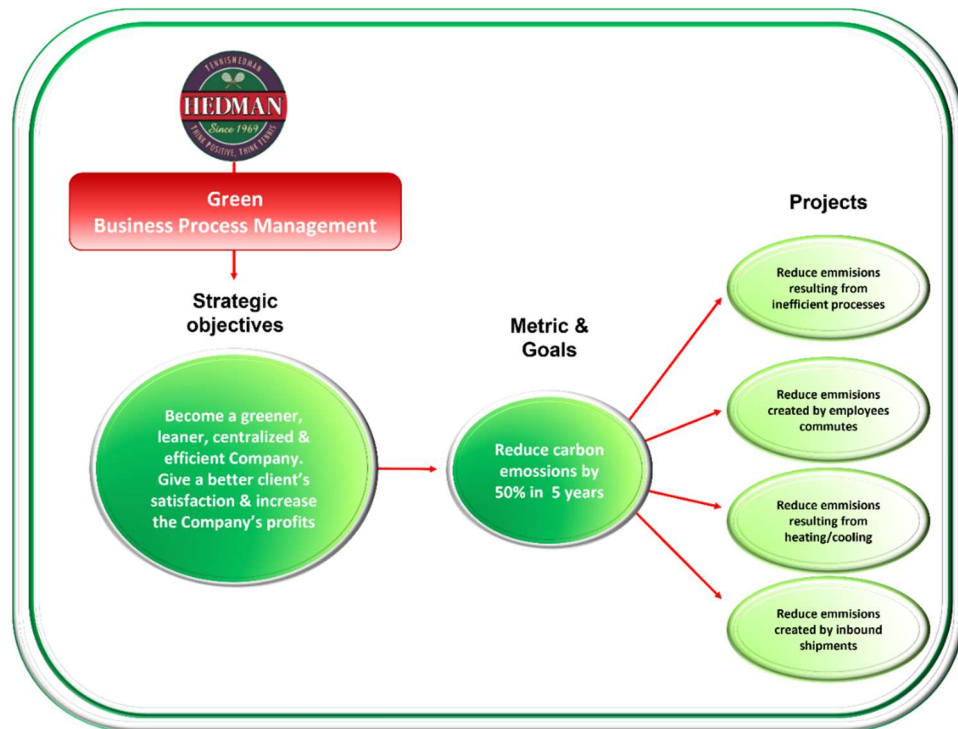 TENNISHEDMAN
HEDMAN
Since 1969
THINK POSITIVE, THINK TENNIS
Green
Business Process Management
Strategic
objectives
Become a greener,
leaner, centralized &
efficient Company.
Give a better client's
satisfaction & increase
the Company's profits
Metric &
Goals
Reduce carbon
emossions by
50% in 5 years
Projects
Reduce emmisions
resulting from
inefficient processes
Reduce emmisions
created by employees
commutes
Reduce emmisions
resulting from
heating/cooling
Reduce emmisions
created by inbound
shipments